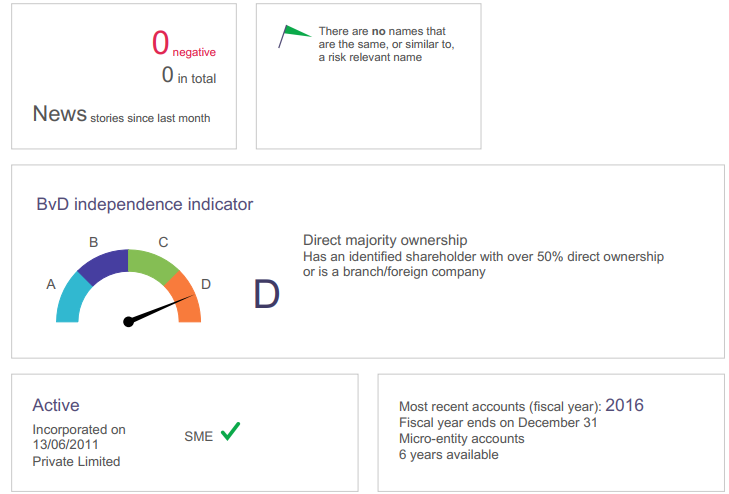 0 negative
0 in total
News stories since last month
There are no names that
are the same, or similar to,
a risk relevant name
BvD independence indicator
A
B
C
D
D
Direct majority ownership
Has an identified shareholder with over 50% direct ownership
or is a branch/foreign company
Active
Incorporated on
13/06/2011
Private Limited
SME
Most recent accounts (fiscal year): 2016
Fiscal year ends on December 31
Micro-entity accounts
6 years available